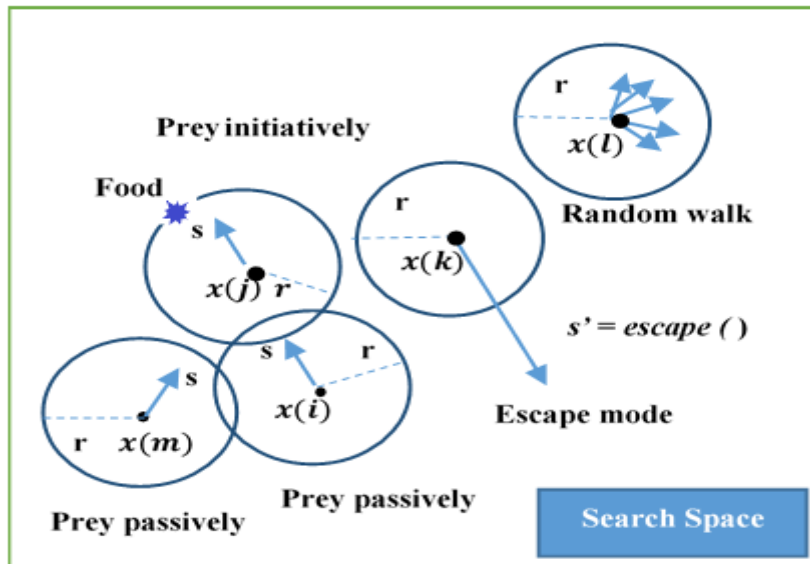 r
x(l)
Random walk
Prey initiatively
Food
s
x(j) r
r
x(k)
s' = escape ( )
Escape mode
s
r
x(i)
Prey passively
s
r
x(m)
Prey passively
Search Space